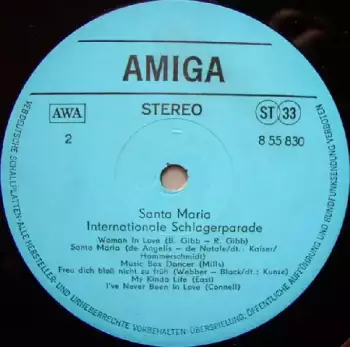 AMIGA
AWA STEREO ST 33
2 8 55 830
Santa Maria
Internationale Schlagerparade
Woman In Love (B. Gibb – R. Gibb)
Santa Maria (de Angelis – de Natale/dt.: Kaiser/
Hammerschmidt)
Music Box Dancer (Mills)
Freu dich bloß nicht zu früh (Webber – Black/dt.: Kunze)
My Kinda Life (East)
I've Never Been In Love (Connell)
VEB DEUTSCHE SCHALLPLATTEN · ALLE HERSTELLER- UND URHEBERRECHTE VORBEHALTEN · ÜBERSPIELUNG, ÖFFENTLICHE AUFFÜHRUNG UND RUNDFUNKSENDUNG VERBOTEN